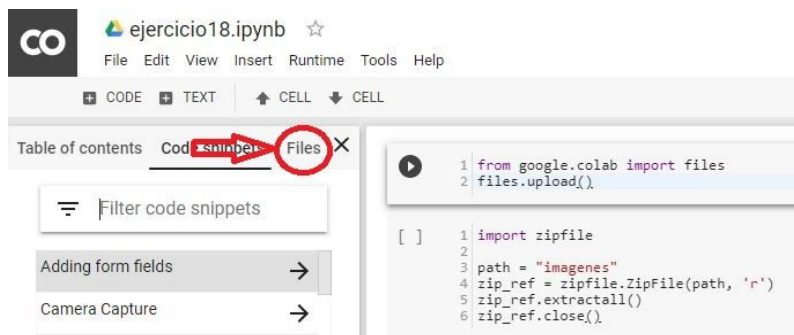 CO
ejercicio18.ipynb
File Edit View Insert Runtime Tools Help
CODE TEXT CELL CELL
Table of contents Code snippets Files
Filter code snippets
Adding form fields
Camera Capture
1 from google.colab import files
2 files.upload()
[ ] 1 import zipfile
2
3 path = "imagenes"
4 zip_ref = zipfile.ZipFile(path, 'r')
5 zip_ref.extractall()
6 zip_ref.close()